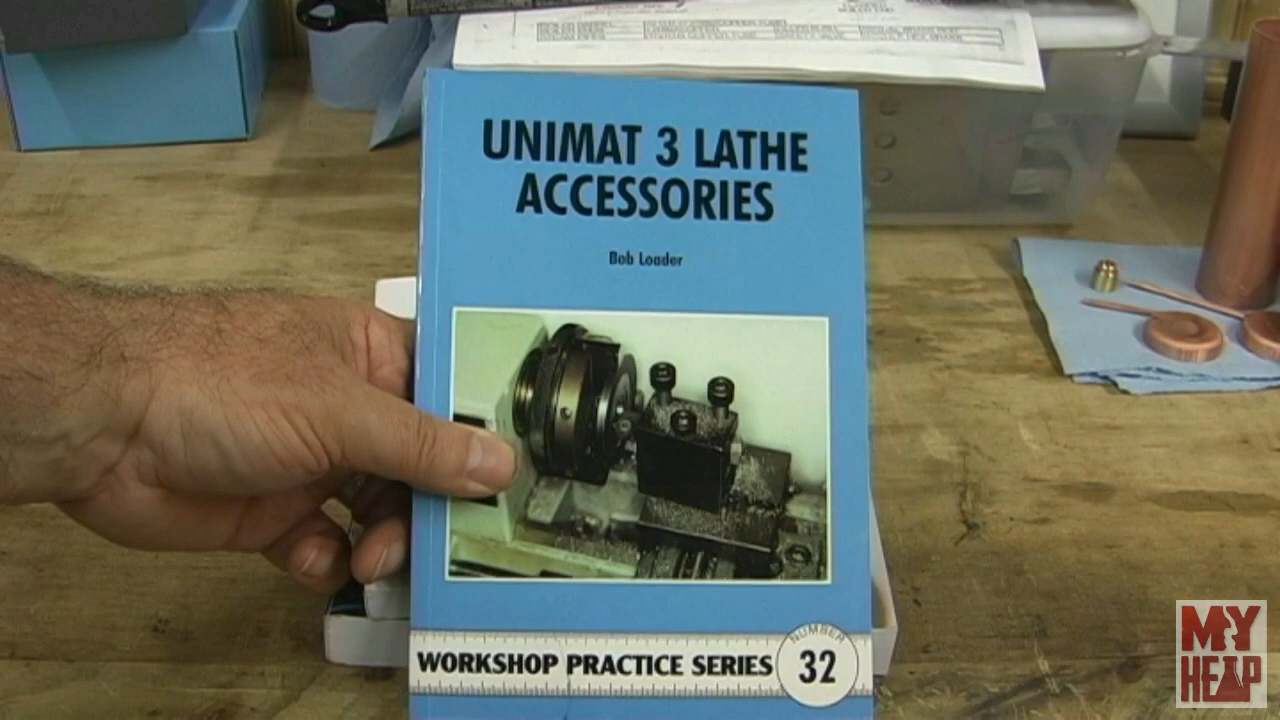 UNIMAT 3 LATHE
ACCESSORIES
Bob Loader
NUMBER
WORKSHOP PRACTICE SERIES 32
MY
HEAP